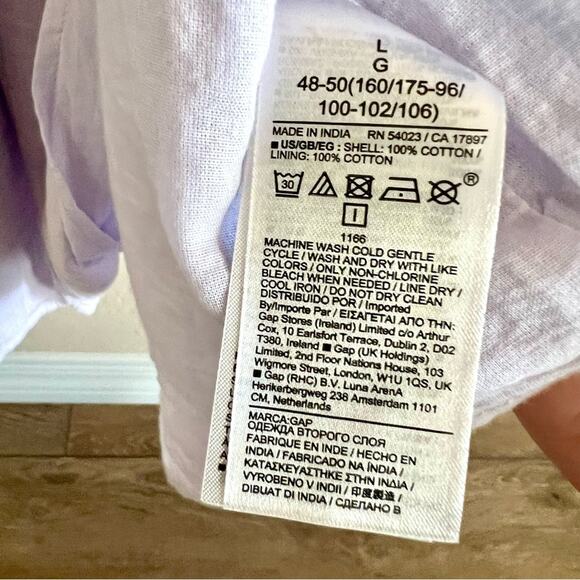 L
G
48-50(160/175-96/
100-102/106)
MADE IN INDIA RN 54023 / CA 17897
■ US/GB/EG : SHELL: 100% COTTON /
LINING: 100% COTTON
30 ®
1166
MACHINE WASH COLD GENTLE
CYCLE / WASH AND DRY WITH LIKE
COLORS / ONLY NON-CHLORINE
BLEACH WHEN NEEDED / LINE DRY /
COOL IRON / DO NOT DRY CLEAN
DISTRIBUIDO POR / Imported
By/Importe Par / ΕΙΣΑΓΕΤΑΙ ΑΠΟ ΤΗΝ:
Gap Stores (Ireland) Limited c/o Arthur
Cox, 10 Earlsfort Terrace, Dublin 2, D02
T380, Ireland ■ Gap (UK Holdings)
Limited, 2nd Floor Nations House, 103
Wigmore Street, London, W1U 1QS, UK
■ Gap (RHC) B.V. Luna ArenA
Herikerbergweg 238 Amsterdam 1101
CM, Netherlands
MARCA:GAP
ОДЕЖДА ВТОРОГО СЛОЯ
FABRIQUE EN INDE / HECHO EN
INDIA / FABRICADO NA ÍNDIA /
ΚΑΤΑΣΚΕΥΑΣΤΗΚΕ ΣΤΗΝ ΙΝΔΙΑ /
VYROBENO V INDII / 印度製造 /
DIBUAT DI INDIA / СДЕЛАНО В